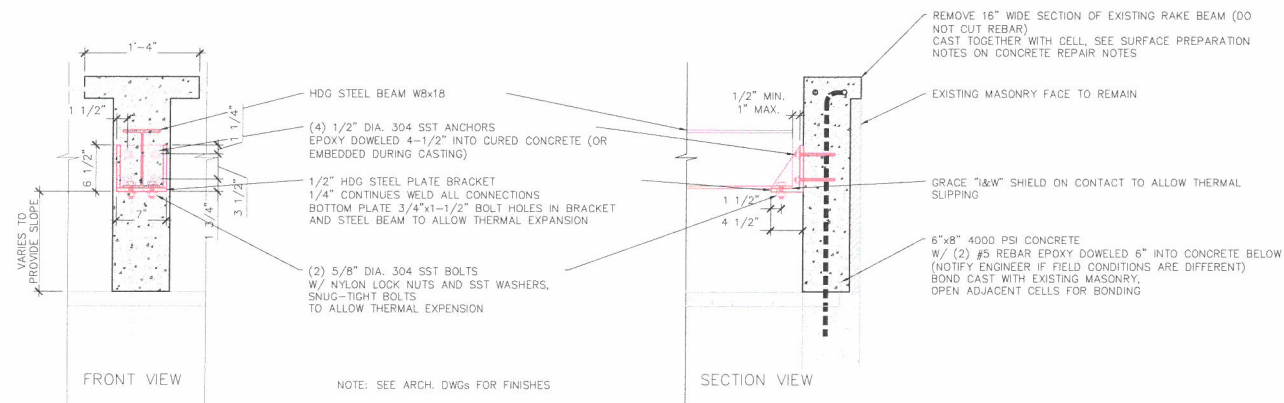 1'-4"
1 1/2"
1 1/4"
6 1/2"
7"
3 1/2"
1 3/4"
VARIES TO
PROVIDE SLOPE
FRONT VIEW
HDG STEEL BEAM W8x18
(4) 1/2" DIA. 304 SST ANCHORS
EPOXY DOWELED 4-1/2" INTO CURED CONCRETE (OR
EMBEDDED DURING CASTING)
1/2" HDG STEEL PLATE BRACKET
1/4" CONTINUES WELD ALL CONNECTIONS
BOTTOM PLATE 3/4"x1-1/2" BOLT HOLES IN BRACKET
AND STEEL BEAM TO ALLOW THERMAL EXPANSION
(2) 5/8" DIA. 304 SST BOLTS
W/ NYLON LOCK NUTS AND SST WASHERS,
SNUG-TIGHT BOLTS
TO ALLOW THERMAL EXPENSION
NOTE: SEE ARCH. DWGs FOR FINISHES
1/2" MIN.
1" MAX.
1 1/2"
4 1/2"
SECTION VIEW
REMOVE 16" WIDE SECTION OF EXISTING RAKE BEAM (DO
NOT CUT REBAR)
CAST TOGETHER WITH CELL, SEE SURFACE PREPARATION
NOTES ON CONCRETE REPAIR NOTES
EXISTING MASONRY FACE TO REMAIN
GRACE "I&W" SHIELD ON CONTACT TO ALLOW THERMAL
SLIPPING
6"x8" 4000 PSI CONCRETE
W/ (2) #5 REBAR EPOXY DOWELED 6" INTO CONCRETE BELOW
(NOTIFY ENGINEER IF FIELD CONDITIONS ARE DIFFERENT)
BOND CAST WITH EXISTING MASONRY,
OPEN ADJACENT CELLS FOR BONDING